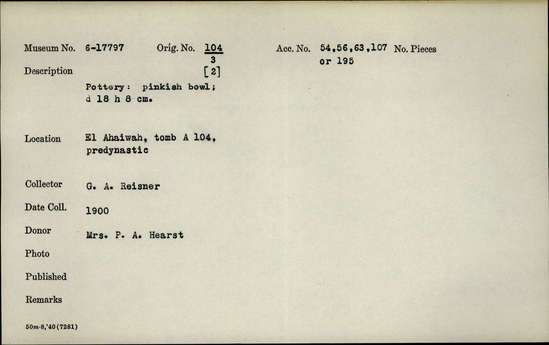 Museum No. 6-17797 Orig. No. 104 Acc. No. 54,56,63,107 No. Pieces
3 or 195
Description [2]
Pottery: pinkish bowl;
d 18 h 8 cm.
Location El Ahaiwah, tomb A 104,
predynastic
Collector G. A. Reisner
Date Coll. 1900
Donor Mrs. P. A. Hearst
Photo
Published
Remarks
50m-8,'40(7281)